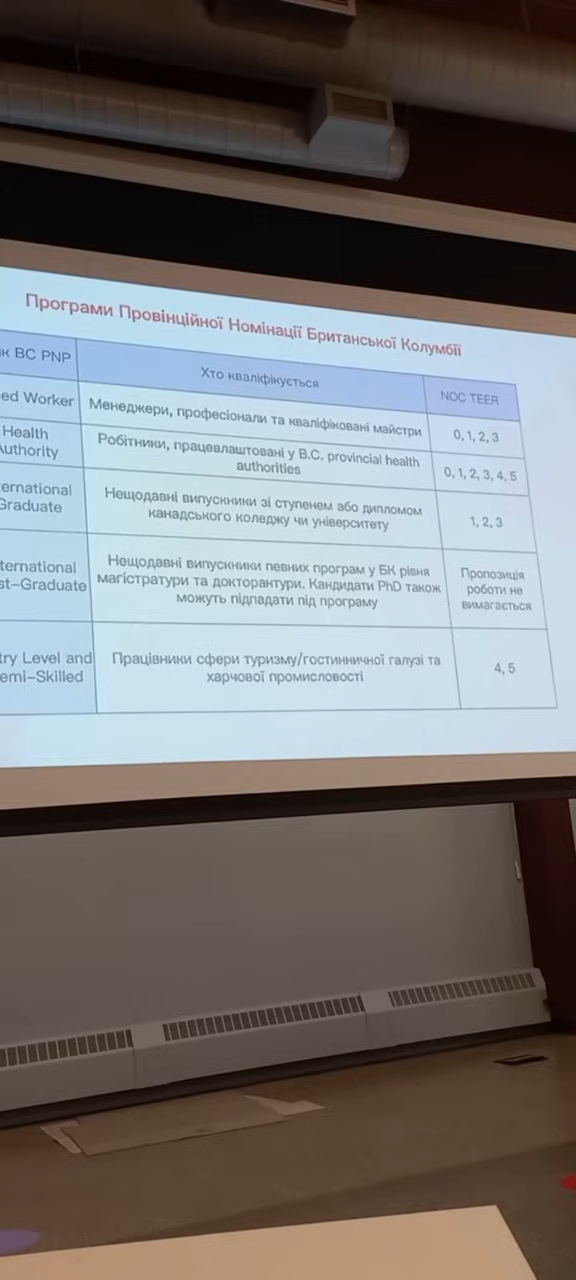 Програми Провінційної Номінації Британської Колумбії
BC PNP
Хто кваліфікується
NOC TEER
Worker
Менеджери, професіонали та кваліфіковані майстри
0, 1, 2, 3
Health
Робітники, працевлаштовані у B.C. provincial health
authorities
0, 1, 2, 3, 4, 5
Graduate
Нещодавні випускники зі ступенем або дипломом
канадського коледжу чи університету
1, 2, 3
st–Graduate
Нещодавні випускники певних програм у БК рівня
магістратури та докторантури. Кандидати PhD також
можуть підпадати під програму
Пропозиція
роботи не
вимагається
Level and
emi–Skilled
Працівники сфери туризму/гостинничної галузі та
харчової промисловості
4, 5